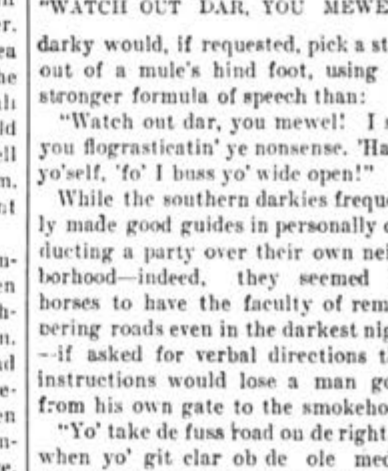 "WATCH OUT DAR, YOU MEWE
darky would, if requested, pick a st
out of a mule's hind foot, using
stronger formula of speech than:
"Watch out dar, you mewel! I s
you flograsticatin' ye nonsense. 'Ha
yo'self, 'fo' I buss yo' wide open!"
While the southern darkies freque
ly made good guides in personally c
ducting a party over their own nei
borhood—indeed, they seemed
horses to have the faculty of rem
bering roads even in the darkest nig
—if asked for verbal directions t
instructions would lose a man go
from his own gate to the smokeho
"Yo' take de fuss road on de right
when yo' git clar ob de ole med